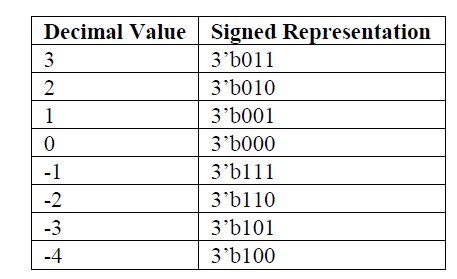 Decimal Value Signed Representation
3 3’b011
2 3’b010
1 3’b001
0 3’b000
-1 3’b111
-2 3’b110
-3 3’b101
-4 3’b100